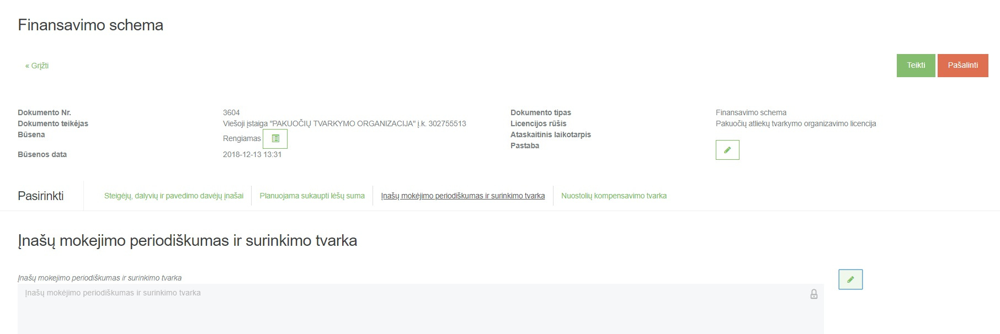 Finansavimo schema
« Grįžti
Teikti
Pašalinti
Dokumento Nr.
3604
Dokumento teikėjas
Viešoji įstaiga "PAKUOČIŲ TVARKYMO ORGANIZACIJA" į.k. 302755513
Būsena
Rengiamas
Būsenos data
2018-12-13 13:31
Dokumento tipas
Finansavimo schema
Licencijos rūšis
Pakuočių atliekų tvarkymo organizavimo licencija
Ataskaitinis laikotarpis
Pastaba
Pasirinkti
Steigėjų, dalyvių ir pavedimo davėjų įnašai
Planuojama sukaupti lėšų suma
Įnašų mokėjimo periodiškumas ir surinkimo tvarka
Nuostolių kompensavimo tvarka
Įnašų mokejimo periodiškumas ir surinkimo tvarka
Įnašų mokejimo periodiškumas ir surinkimo tvarka
Įnašų mokėjimo periodiškumas ir surinkimo tvarka